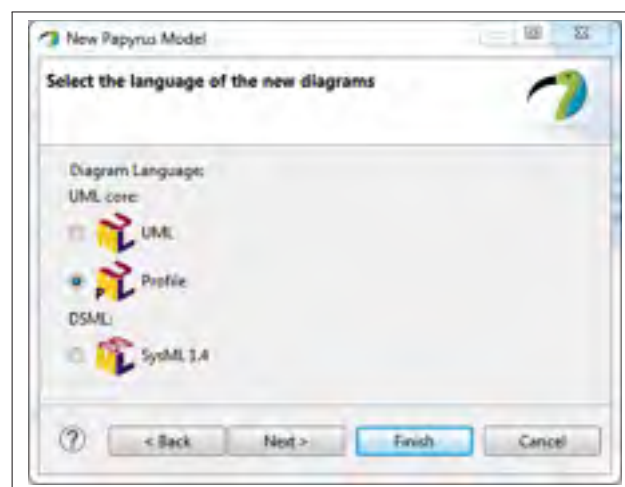 New Papyrus Model
Select the language of the new diagrams
Diagram Language:
UML core:
UML
Profile
DSML:
SysML 1.4
< Back Next > Finish Cancel